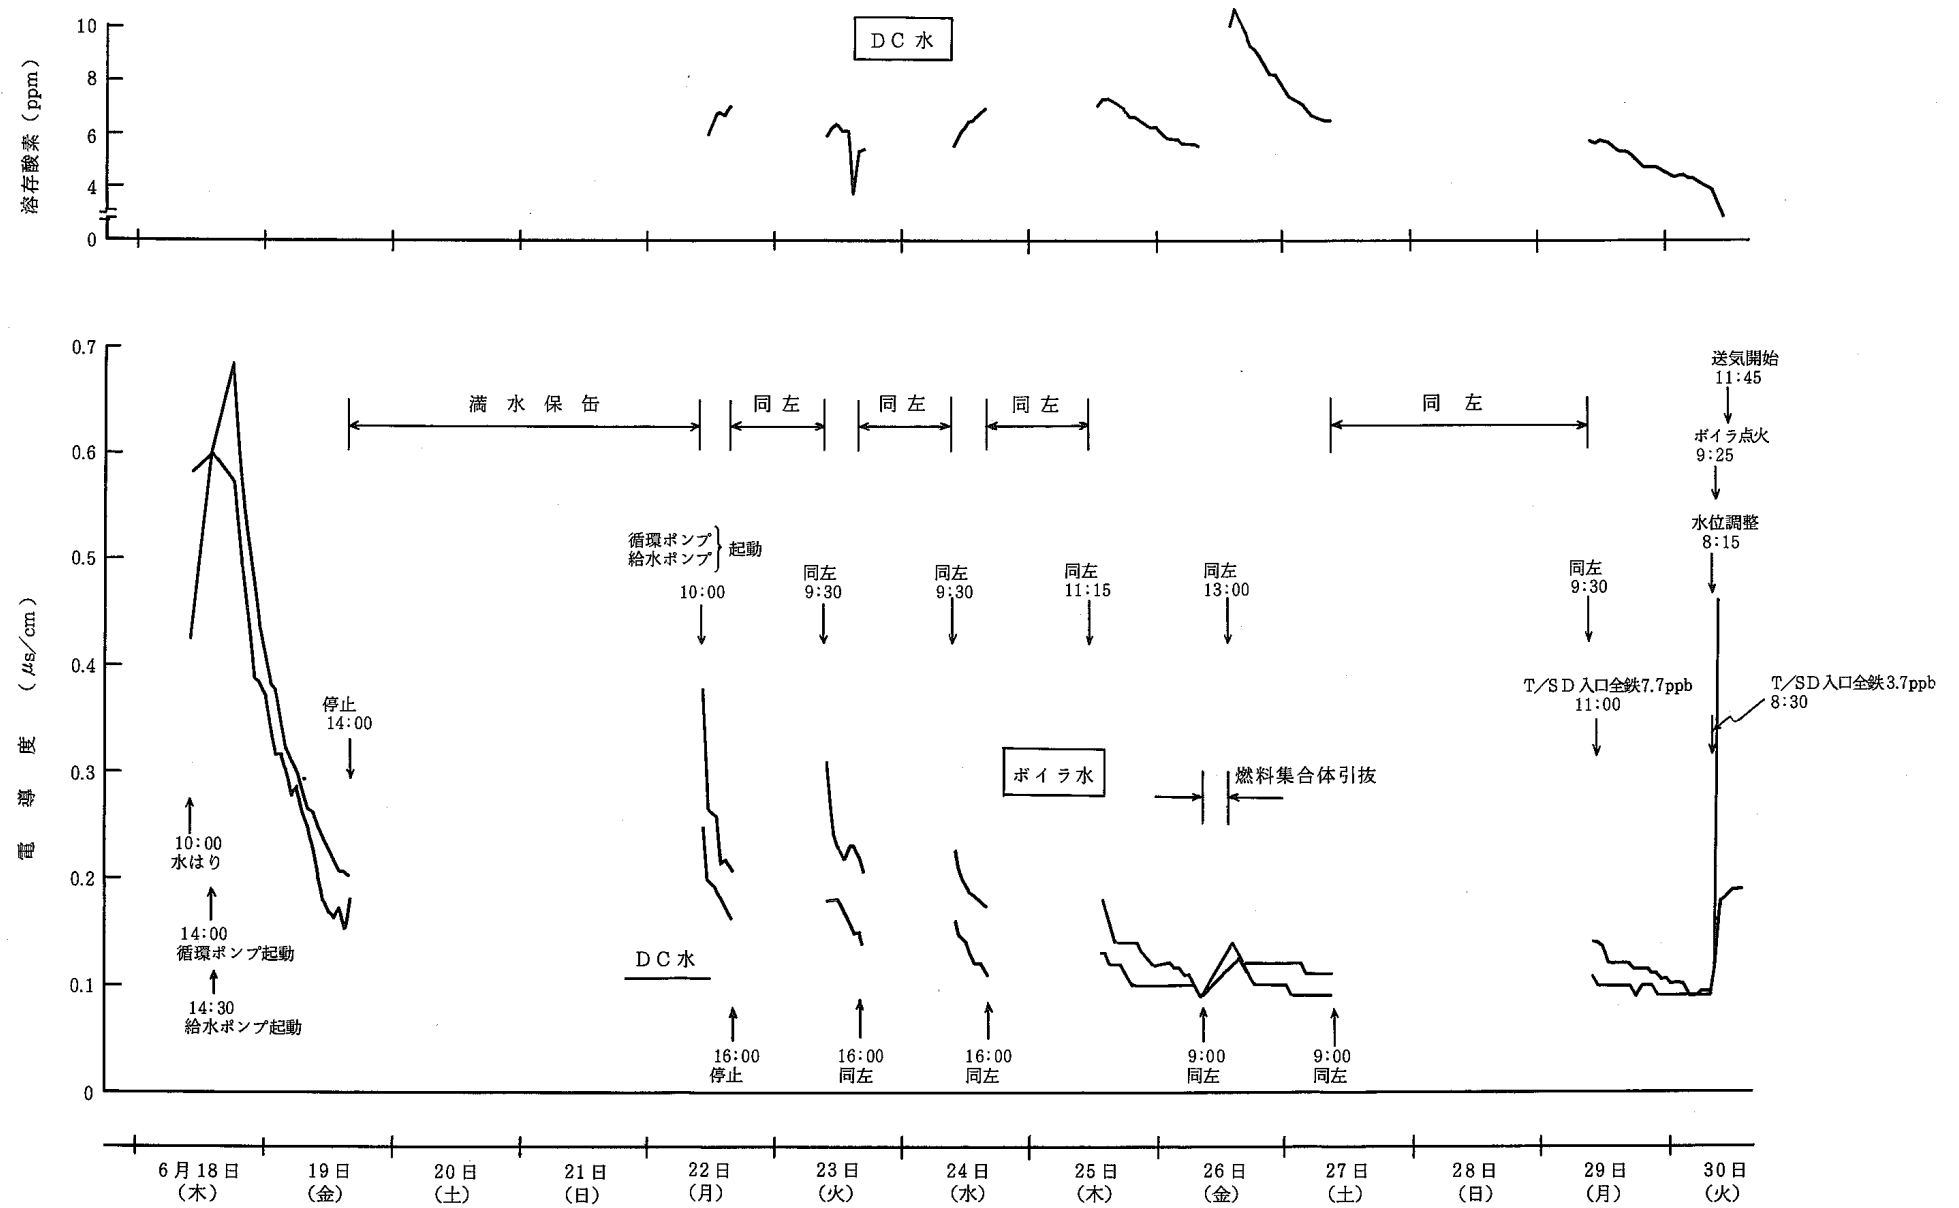 溶存酸素 (ppm)
10
8
6
4
0
DC 水
電導度 (μs/cm)
0.7
0.6
0.5
0.4
0.3
0.2
0.1
0
満水保缶
同左
同左
同左
同左
送気開始
11:45
ボイラ点火
9:25
水位調整
8:15
循環ポンプ
給水ポンプ
起動
10:00
同左
9:30
同左
9:30
同左
11:15
同左
13:00
同左
9:30
T/SD入口全鉄7.7ppb
11:00
T/SD入口全鉄3.7ppb
8:30
停止
14:00
ボイラ水
燃料集合体引抜
10:00
水はり
14:00
循環ポンプ起動
14:30
給水ポンプ起動
DC水
16:00
停止
16:00
同左
16:00
同左
9:00
同左
9:00
同左
6月18日
(木)
19日
(金)
20日
(土)
21日
(日)
22日
(月)
23日
(火)
24日
(水)
25日
(木)
26日
(金)
27日
(土)
28日
(日)
29日
(月)
30日
(火)